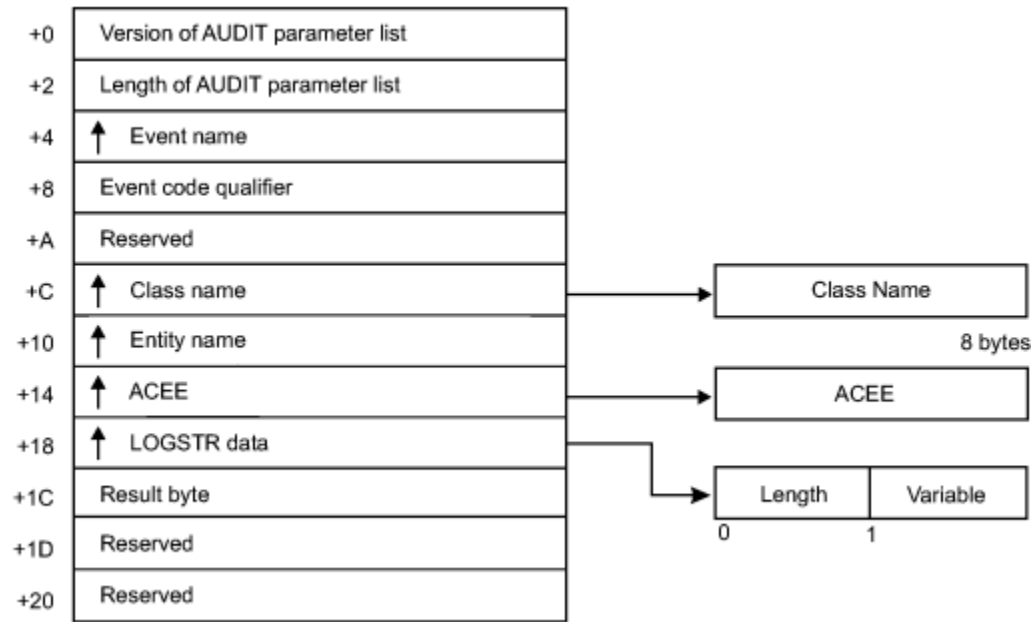 +0 Version of AUDIT parameter list
+2 Length of AUDIT parameter list
+4 Event name
+8 Event code qualifier
+A Reserved
+C Class name Class Name
8 bytes
+10 Entity name
+14 ACEE ACEE
+18 LOGSTR data
+1C Result byte Length Variable
0 1
+1D Reserved
+20 Reserved